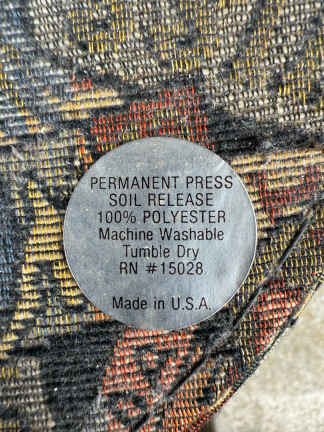 PERMANENT PRESS
SOIL RELEASE
100% POLYESTER
Machine Washable
Tumble Dry
RN #15028
Made in U.S.A.